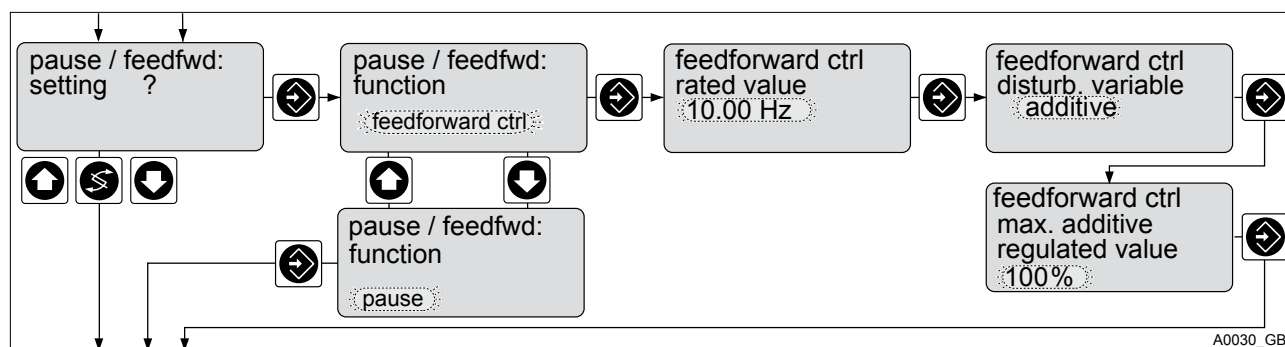 pause / feedfwd:
setting ?
pause / feedfwd:
function
feedforward ctrl
feedforward ctrl
rated value
10.00 Hz
feedforward ctrl
disturb. variable
additive
pause / feedfwd:
function
pause
feedforward ctrl
max. additive
regulated value
100%
A0030_GB